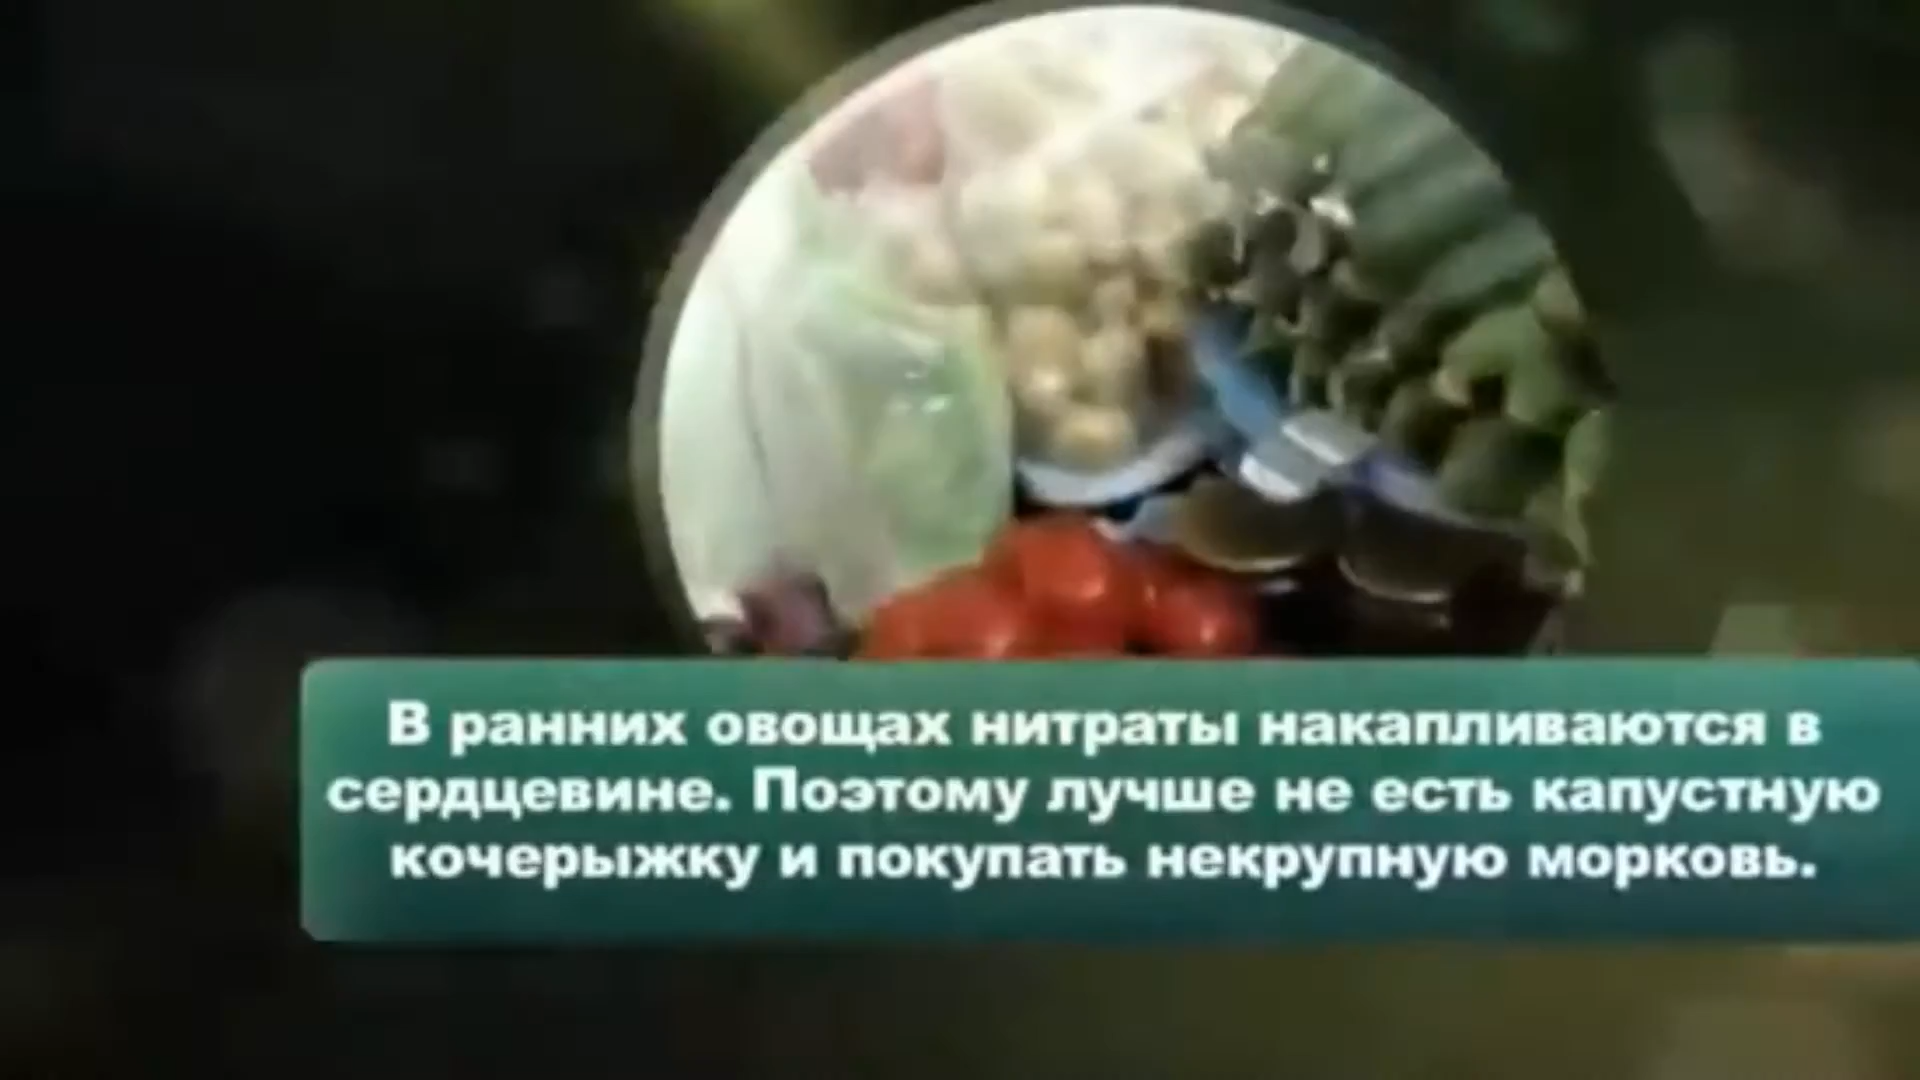 В ранних овощах нитраты накапливаются в
сердцевине. Поэтому лучше не есть капустную
кочерыжку и покупать некрупную морковь.